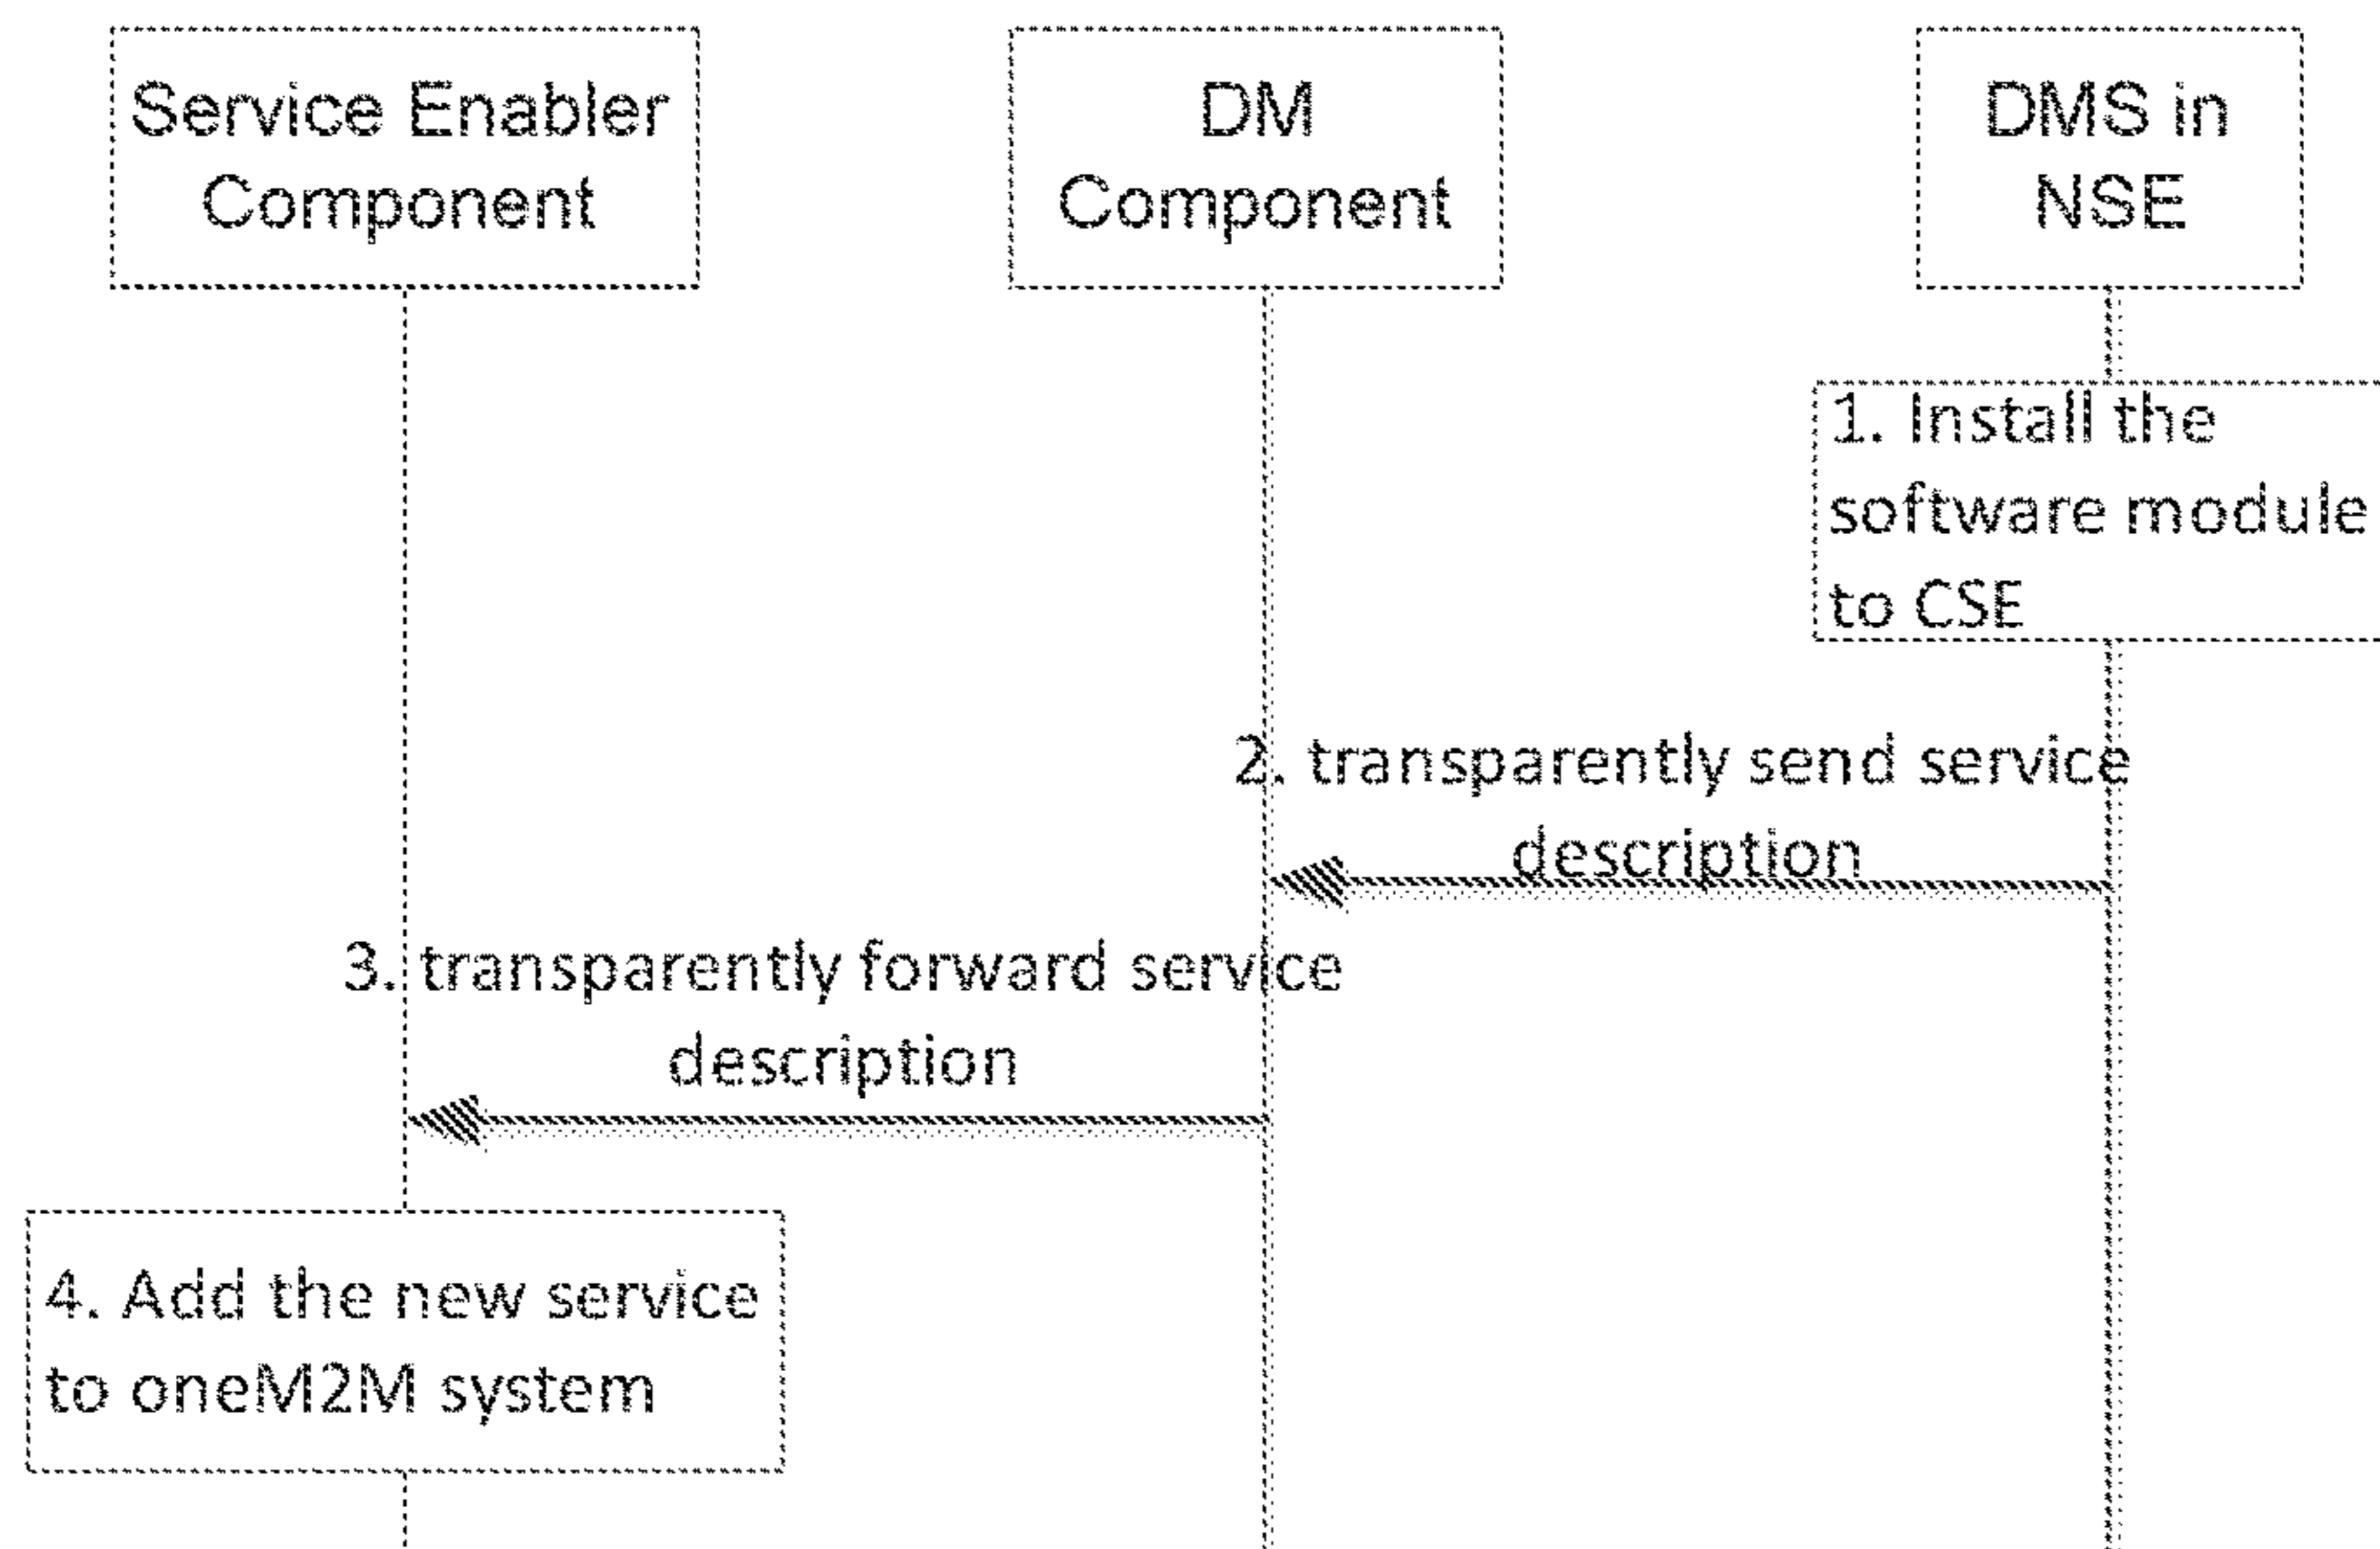 Service Enabler
Component
DM
Component
DMS in
NSE
1. Install the
software module
to CSE
2. transparently send service
description
3. transparently forward service
description
4. Add the new service
to oneM2M system